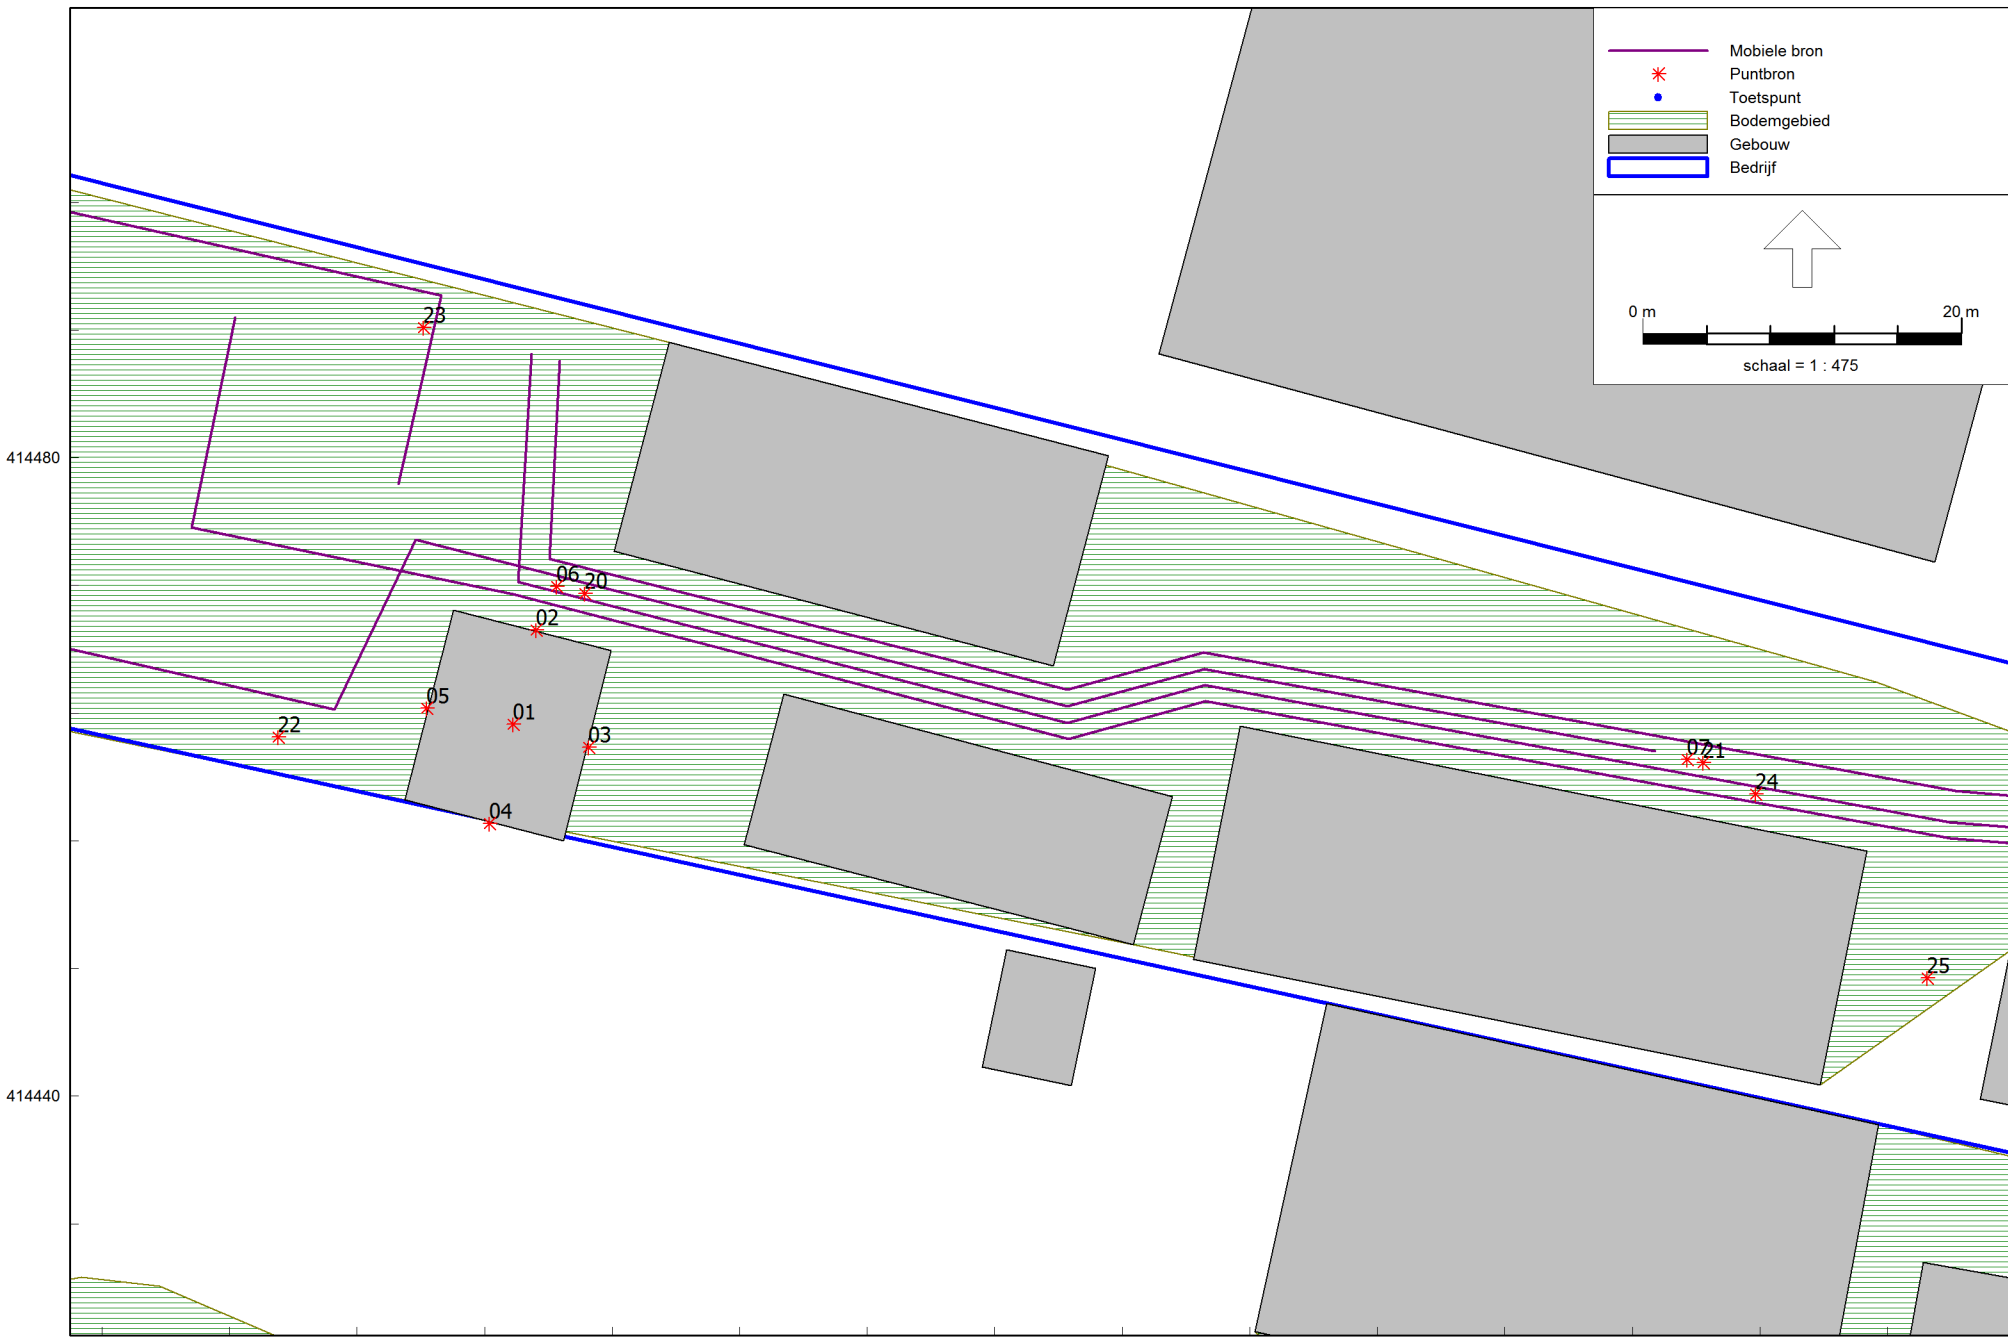 Mobiele bron
Puntbron
Toetspunt
Bodemgebied
Gebouw
Bedrijf
0 m 20 m
schaal = 1 : 475
23
414480
06 20
02
05
01
22
03
07 21
24
04
25
414440